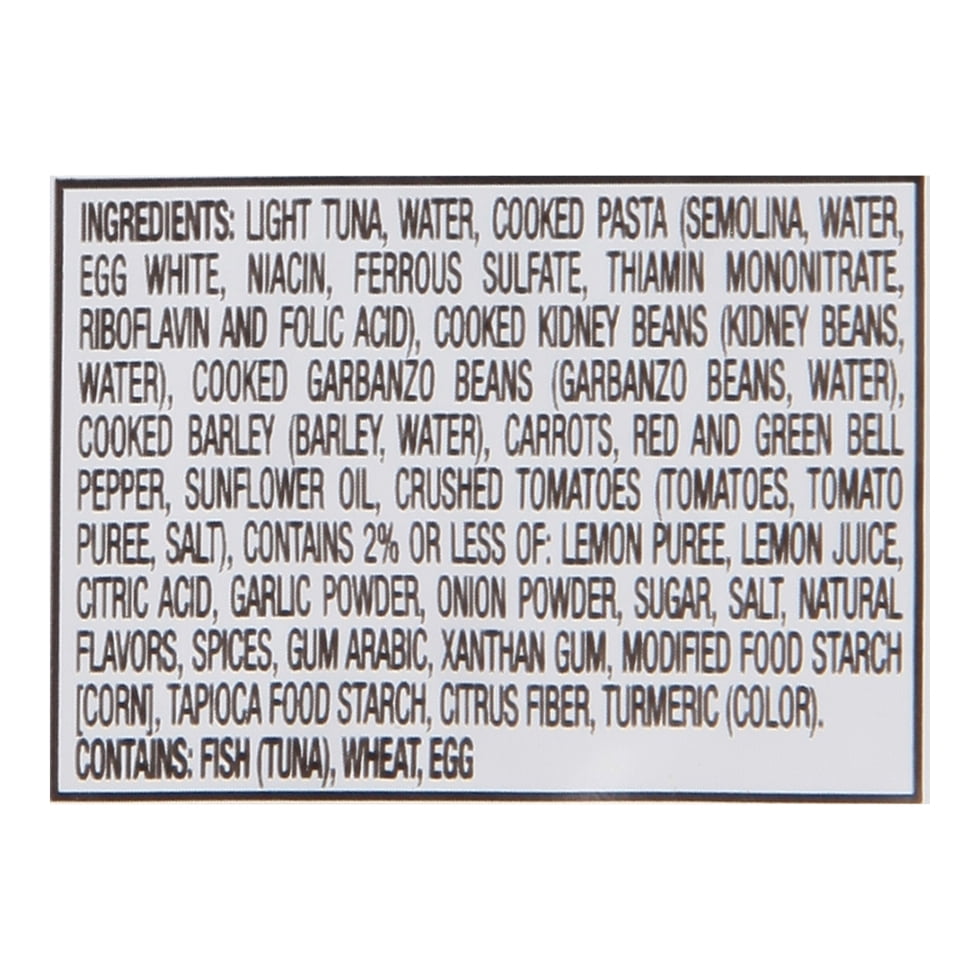 INGREDIENTS: LIGHT TUNA, WATER, COOKED PASTA (SEMOLINA, WATER,
EGG WHITE, NIACIN, FERROUS SULFATE, THIAMIN MONONITRATE,
RIBOFLAVIN AND FOLIC ACID), COOKED KIDNEY BEANS (KIDNEY BEANS,
WATER), COOKED GARBANZO BEANS (GARBANZO BEANS, WATER),
COOKED BARLEY (BARLEY, WATER), CARROTS, RED AND GREEN BELL
PEPPER, SUNFLOWER OIL, CRUSHED TOMATOES (TOMATOES, TOMATO
PUREE, SALT), CONTAINS 2% OR LESS OF: LEMON PUREE, LEMON JUICE,
CITRIC ACID, GARLIC POWDER, ONION POWDER, SUGAR, SALT, NATURAL
FLAVORS, SPICES, GUM ARABIC, XANTHAN GUM, MODIFIED FOOD STARCH
[CORN], TAPIOCA FOOD STARCH, CITRUS FIBER, TURMERIC (COLOR).
CONTAINS: FISH (TUNA), WHEAT, EGG